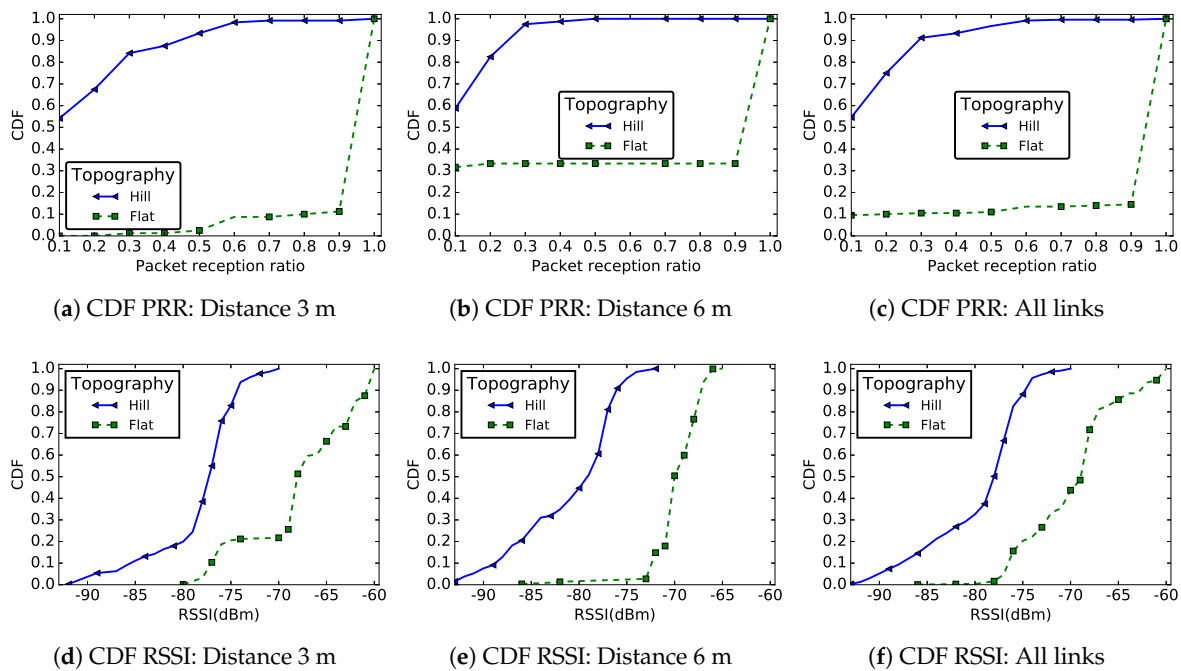 1.0
0.9
0.8
0.7
0.6
0.5
0.4
0.3
0.2
0.1
0.0
CDF
Topography
Hill
Flat
0.1 0.2 0.3 0.4 0.5 0.6 0.7 0.8 0.9 1.0
Packet reception ratio
(a) CDF PRR: Distance 3 m
1.0
0.9
0.8
0.7
0.6
0.5
0.4
0.3
0.2
0.1
0.0
CDF
Topography
Hill
Flat
0.1 0.2 0.3 0.4 0.5 0.6 0.7 0.8 0.9 1.0
Packet reception ratio
(b) CDF PRR: Distance 6 m
1.0
0.9
0.8
0.7
0.6
0.5
0.4
0.3
0.2
0.1
0.0
CDF
Topography
Hill
Flat
0.1 0.2 0.3 0.4 0.5 0.6 0.7 0.8 0.9 1.0
Packet reception ratio
(c) CDF PRR: All links
1.0
0.9
0.8
0.7
0.6
0.5
0.4
0.3
0.2
0.1
0.0
CDF
Topography
Hill
Flat
-90 -85 -80 -75 -70 -65 -60
RSSI(dBm)
(d) CDF RSSI: Distance 3 m
1.0
0.9
0.8
0.7
0.6
0.5
0.4
0.3
0.2
0.1
0.0
CDF
Topography
Hill
Flat
-90 -85 -80 -75 -70 -65 -60
RSSI(dBm)
(e) CDF RSSI: Distance 6 m
1.0
0.9
0.8
0.7
0.6
0.5
0.4
0.3
0.2
0.1
0.0
CDF
Topography
Hill
Flat
-90 -85 -80 -75 -70 -65 -60
RSSI(dBm)
(f) CDF RSSI: All links